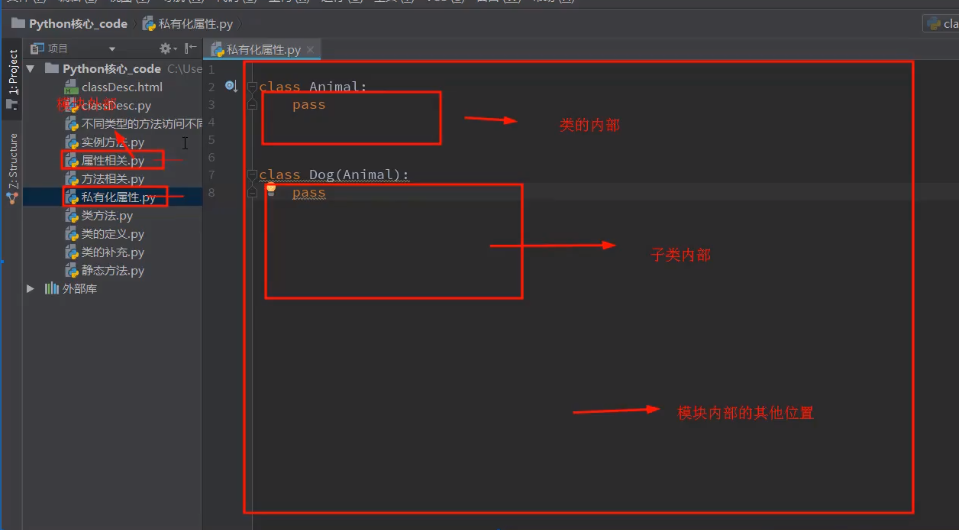 Python核心_code 私有化属性.py
cla
1: Project
Z: Structure
项目
私有化属性.py
Python核心_code C:\Use
classDesc.html
classDesc.py
不同类型的方法访问不同
实例方法.py
属性相关.py
方法相关.py
私有化属性.py
类方法.py
类的定义.py
类的补充.py
静态方法.py
外部库
1
2 class Animal:
3 pass
4
5
6
7 class Dog(Animal):
8 pass
类的内部
子类内部
模块内部的其他位置